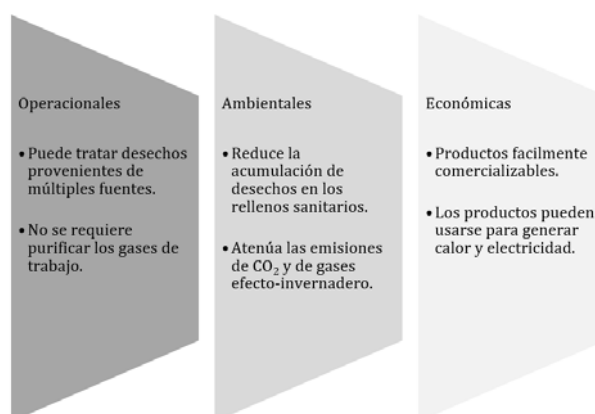 Operacionales
• Puede tratar desechos
provenientes de
múltiples fuentes.
• No se requiere
purificar los gases de
trabajo.
Ambientales
• Reduce la
acumulación de
desechos en los
rellenos sanitarios.
• Atenúa las emisiones
de CO₂ y de gases
efecto-invernadero.
Económicas
• Productos facilmente
comercializables.
• Los productos pueden
usarse para generar
calor y electricidad.